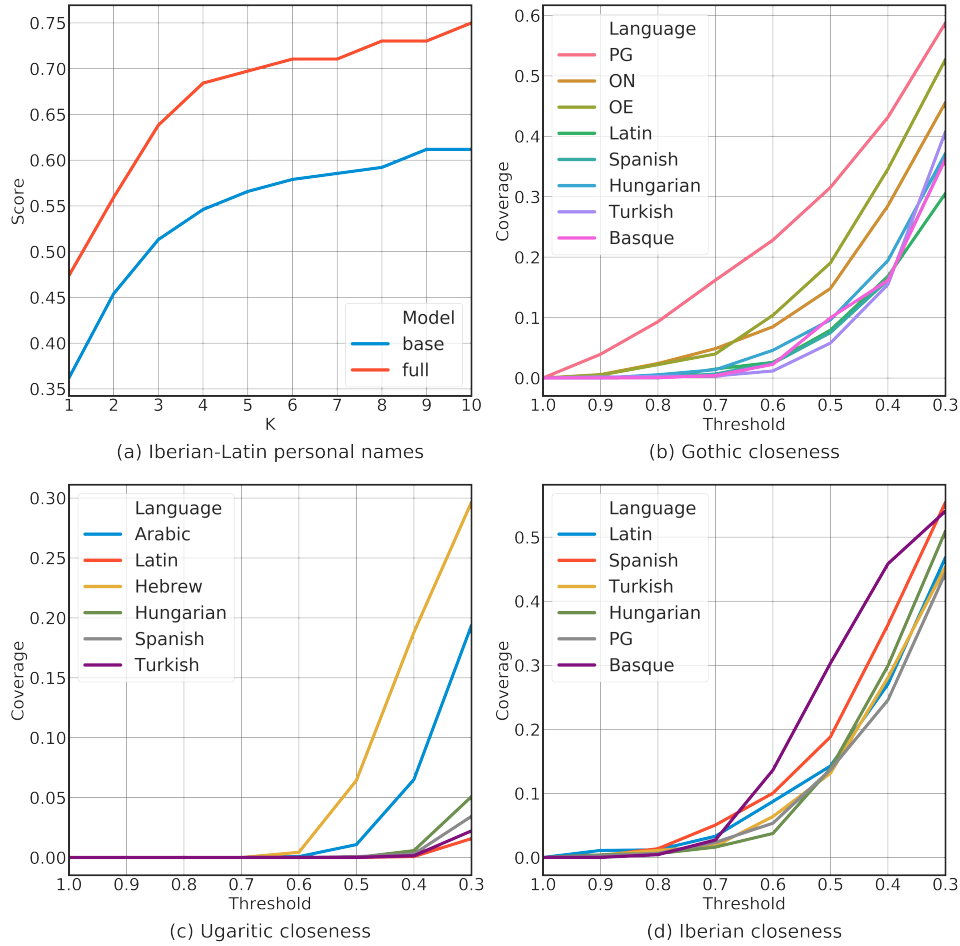 0.75
0.70
0.65
0.60
0.55
0.50
0.45
0.40
0.35
Score
Model
base
full
1 2 3 4 5 6 7 8 9 10
K
(a) Iberian-Latin personal names
0.6
0.5
0.4
0.3
0.2
0.1
0.0
Coverage
Language
PG
ON
OE
Latin
Spanish
Hungarian
Turkish
Basque
1.0 0.9 0.8 0.7 0.6 0.5 0.4 0.3
Threshold
(b) Gothic closeness
0.30
0.25
0.20
0.15
0.10
0.05
0.00
Coverage
Language
Arabic
Latin
Hebrew
Hungarian
Spanish
Turkish
1.0 0.9 0.8 0.7 0.6 0.5 0.4 0.3
Threshold
(c) Ugaritic closeness
0.5
0.4
0.3
0.2
0.1
0.0
Coverage
Language
Latin
Spanish
Turkish
Hungarian
PG
Basque
1.0 0.9 0.8 0.7 0.6 0.5 0.4 0.3
Threshold
(d) Iberian closeness